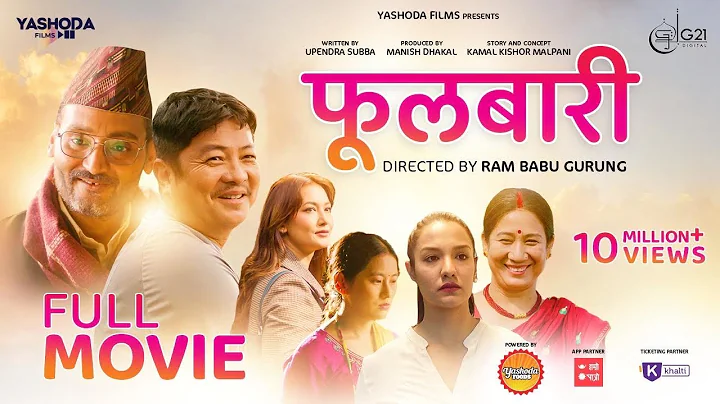 YASHODA
FILMS
YASHODA FILMS PRESENTS
G21
DIGITAL
WRITTEN BY
UPENDRA SUBBA
PRODUCED BY
MANISH DHAKAL
STORY AND CONCEPT
KAMAL KISHOR MALPANI
फूलबारी
DIRECTED BY RAM BABU GURUNG
10 MILLION+
VIEWS
FULL
MOVIE
POWERED BY
Yashoda
FOODS
APP PARTNER
हाम्रो
पात्रो
TICKETING PARTNER
khalti